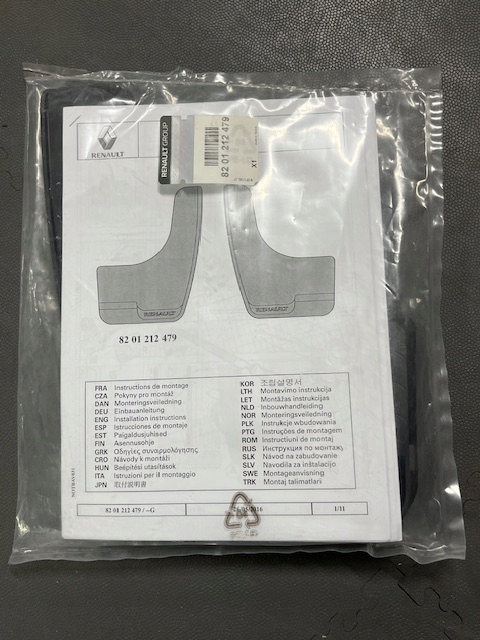 RENAULT
RENAULT GROUP
82 01 212 479
X1
RENAULT
RENAULT
82 01 212 479
FRA Instructions de montage
CZA Pokyny pro montáž
DAN Monteringsveiledning
DEU Einbauanleitung
ENG Installation instructions
ESP Istrucciones de montaje
EST Paigaldusjuhised
FIN Asennusohje
GRK Οδηγίες συναρμολόγησης
CRO Návody k montáži
HUN Beépítési utasítások
ITA Istruzioni per il montaggio
JPN 取付説明書
KOR 조립설명서
LTH Montavimo instrukcija
LET Montāžas instrukcijas
NLD Inbouwhandleiding
NOR Monteringsveiledning
PLK Instrukcje wbudowania
PTG Instruções de montagem
ROM Instructiuni de montaj
RUS Инструкция по монтажу
SLK Návod na zabudovanie
SLV Navodila za inštalacijo
SWE Montageanvisning
TRK Montaj talimatlari
82 01 212 479 / --G
1/11